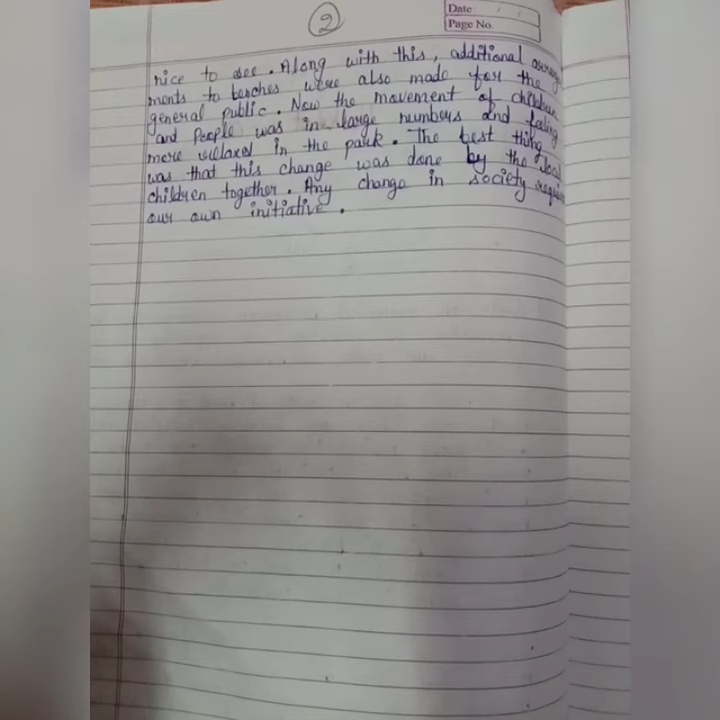 2
Date / /
Page No.
nice to see. Along with this, additional arrange
ments to benches were also made for the
general public. Now the movement of children
and People was in large numbers and feeling
more relaxed in the park. The best thing
was that this change was done by the local
children together. Any change in society requir
our own initiative.